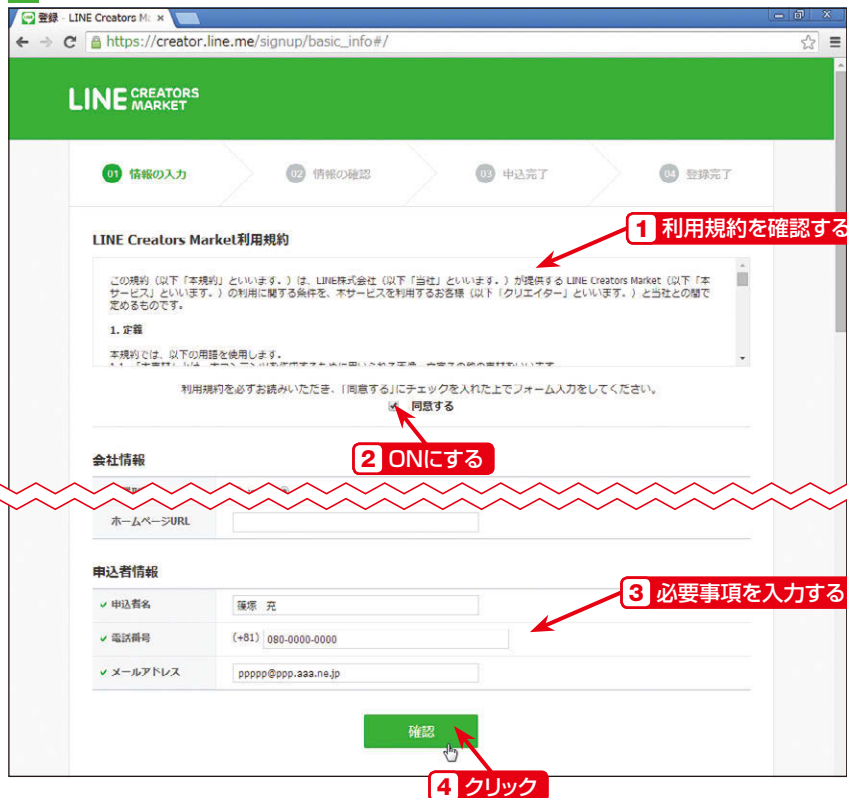 登録 - LINE Creators Ma ×
https://creator.line.me/signup/basic_info#/
LINE CREATORS MARKET
01 情報の入力 02 情報の確認 03 申込完了 04 登録完了
1 利用規約を確認する
LINE Creators Market利用規約
この規約（以下「本規約」といいます。）は、LINE株式会社（以下「当社」といいます。）が提供する LINE Creators Market（以下「本
サービス」といいます。）の利用に関する条件を、本サービスを利用するお客様（以下「クリエイター」といいます。）と当社との間で
定めるものです。
1. 定義
本規約では、以下の用語を使用します。
利用規約を必ずお読みいただき、「同意する」にチェックを入れた上でフォーム入力をしてください。
同意する
2 ONにする
会社情報
ホームページURL
申込者情報
3 必要事項を入力する
申込者名 篠塚 充
電話番号 (+81) 080-0000-0000
メールアドレス ppppp@ppp.aaa.ne.jp
確認
4 クリック